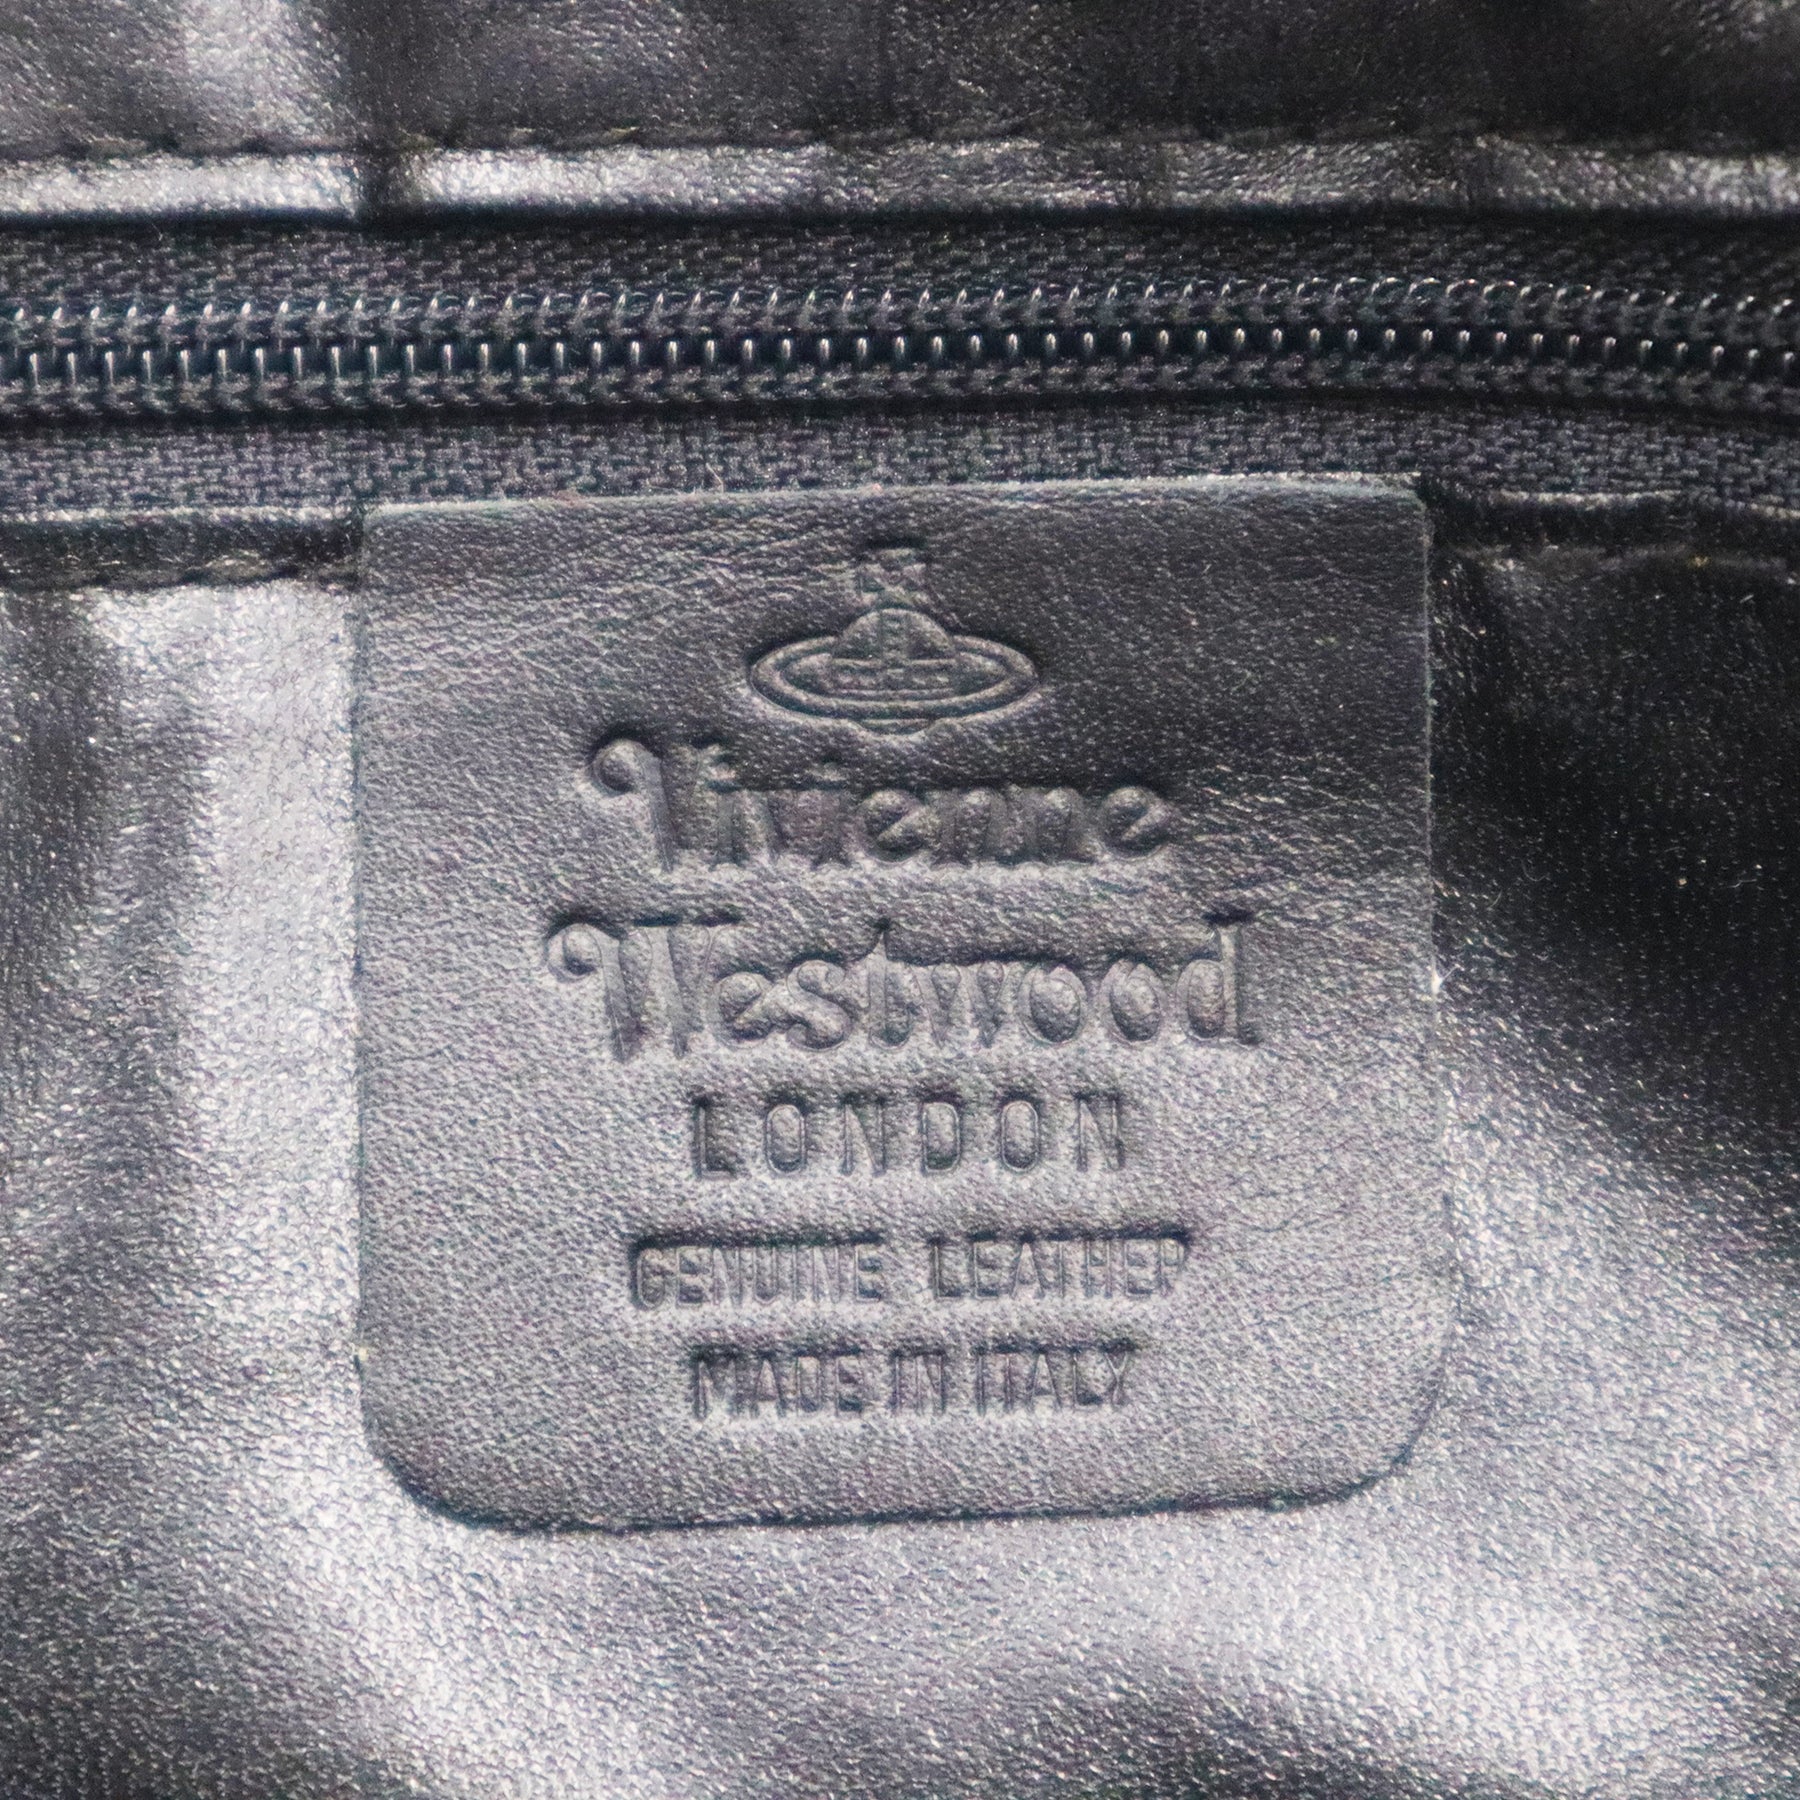 Vivienne
Westwood
LONDON
GENUINE LEATHER
MADE IN ITALY